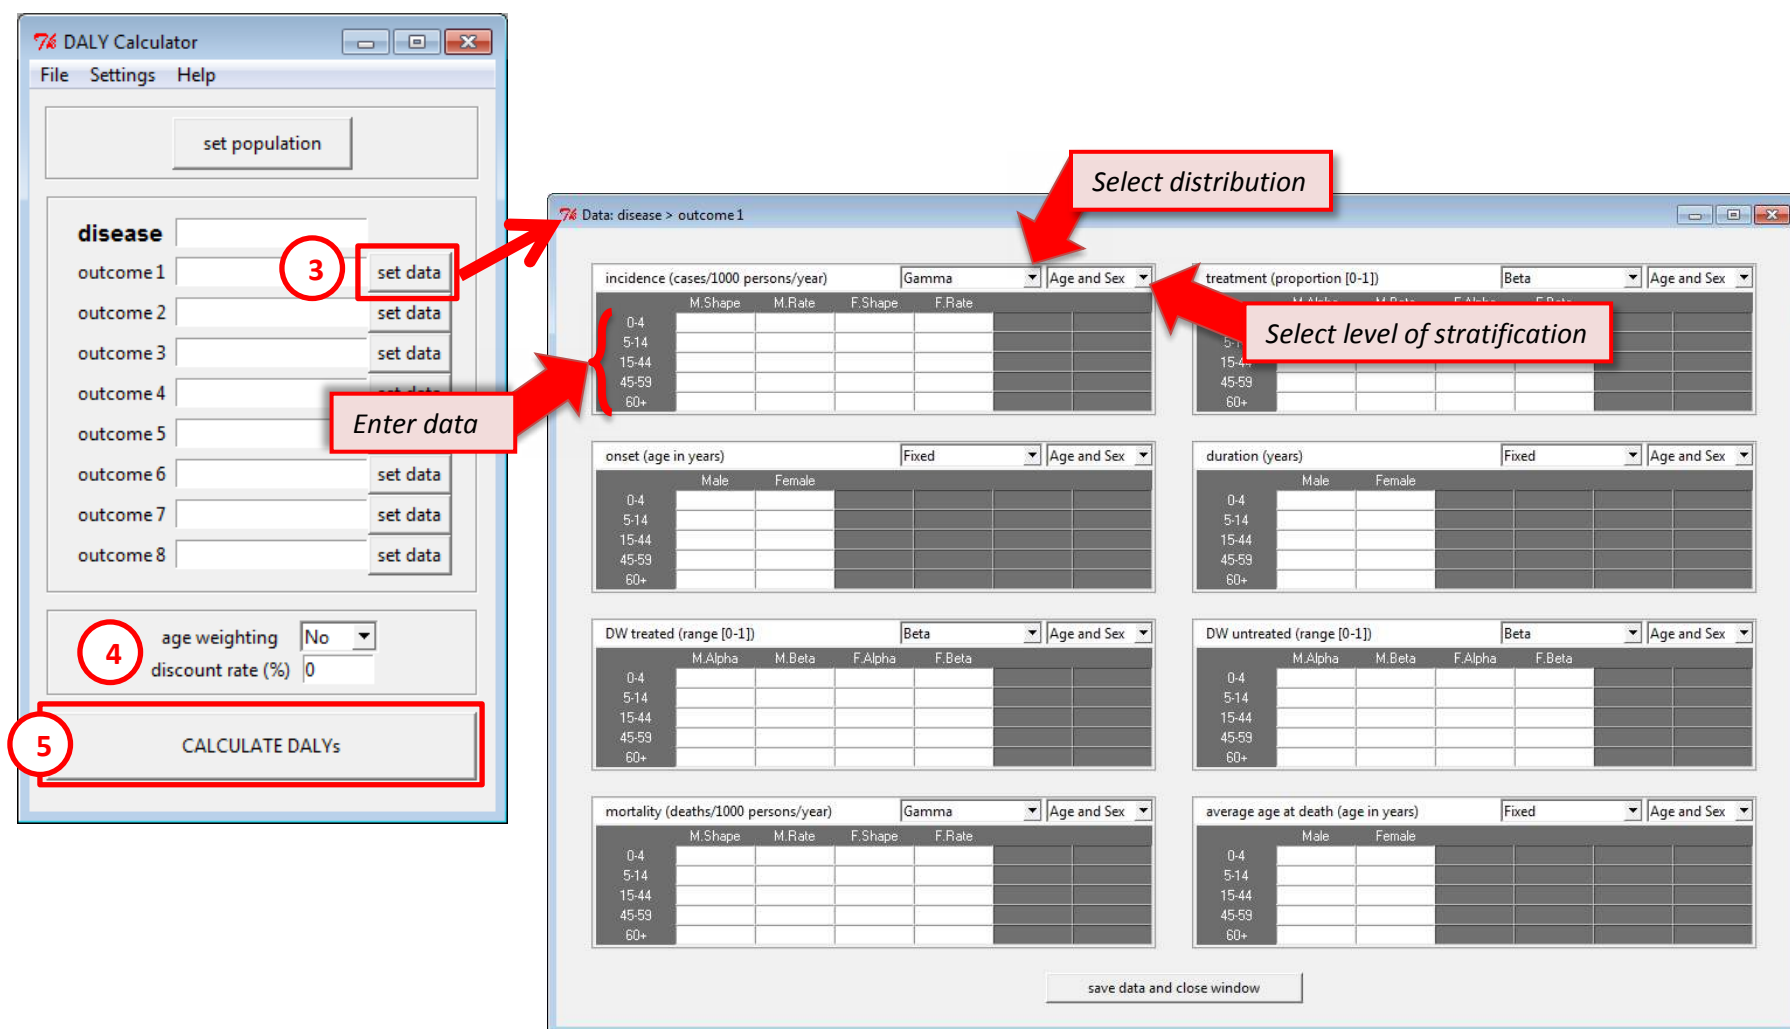 DALY Calculator
File Settings Help
set population
disease
outcome 1 3 set data
outcome 2 set data
outcome 3 set data
outcome 4 set data
outcome 5
outcome 6 set data
outcome 7 set data
outcome 8 set data
4
age weighting No
discount rate (%) 0
5 CALCULATE DALYs
Select distribution
Select level of stratification
Enter data
Data: disease > outcome 1
incidence (cases/1000 persons/year) Gamma Age and Sex
M.Shape M.Rate F.Shape F.Rate
0-4
5-14
15-44
45-59
60+
treatment (proportion [0-1]) Beta Age and Sex
M.Alpha M.Beta F.Alpha F.Beta
15-44
45-59
60+
onset (age in years) Fixed Age and Sex
Male Female
0-4
5-14
15-44
45-59
60+
duration (years) Fixed Age and Sex
Male Female
0-4
5-14
15-44
45-59
60+
DW treated (range [0-1]) Beta Age and Sex
M.Alpha M.Beta F.Alpha F.Beta
0-4
5-14
15-44
45-59
60+
DW untreated (range [0-1]) Beta Age and Sex
M.Alpha M.Beta F.Alpha F.Beta
0-4
5-14
15-44
45-59
60+
mortality (deaths/1000 persons/year) Gamma Age and Sex
M.Shape M.Rate F.Shape F.Rate
0-4
5-14
15-44
45-59
60+
average age at death (age in years) Fixed Age and Sex
Male Female
0-4
5-14
15-44
45-59
60+
save data and close window